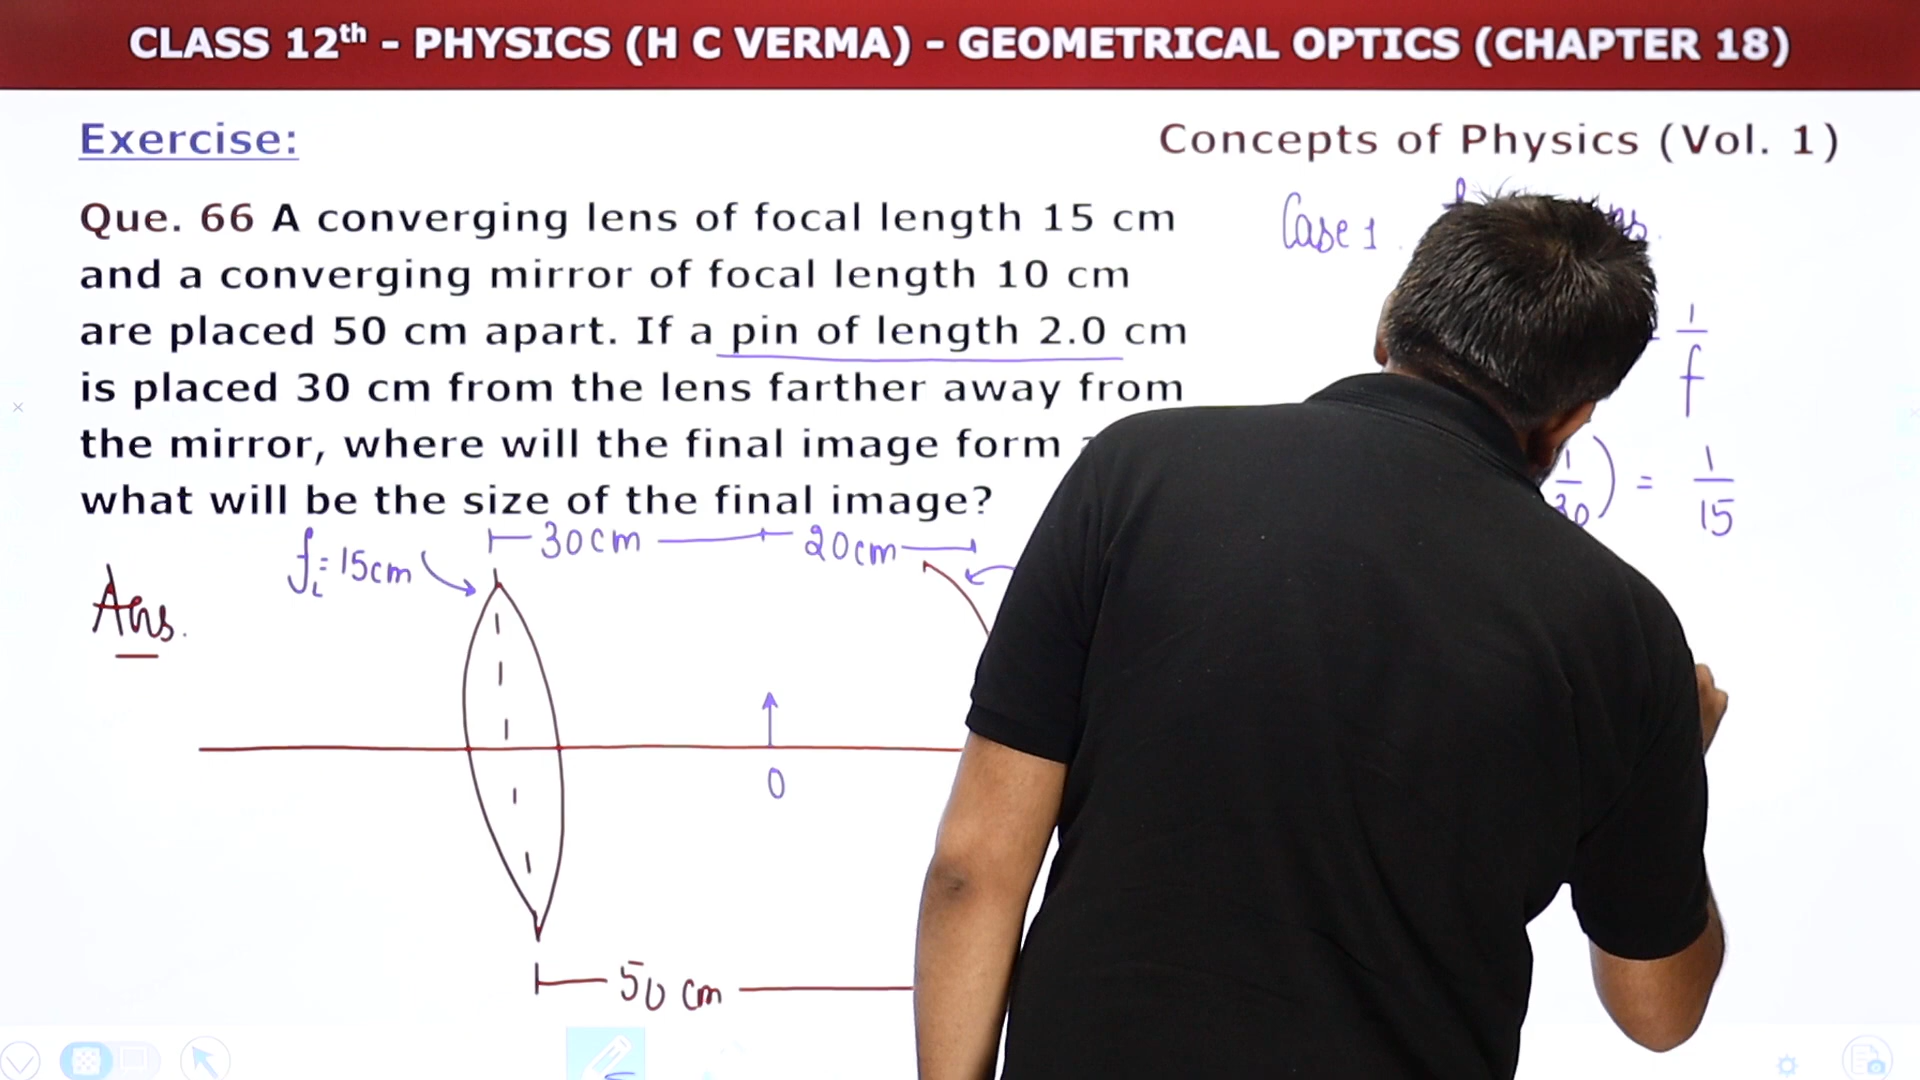 CLASS 12th - PHYSICS (H C VERMA) - GEOMETRICAL OPTICS (CHAPTER 18)
Exercise:
Concepts of Physics (Vol. 1)
Que. 66 A converging lens of focal length 15 cm
and a converging mirror of focal length 10 cm
are placed 50 cm apart. If a pin of length 2.0 cm
is placed 30 cm from the lens farther away from
the mirror, where will the final image form
what will be the size of the final image?
Case 1
1/f
1/30) = 1/15
Ans.
fL = 15cm
30cm
20cm
O
50 cm